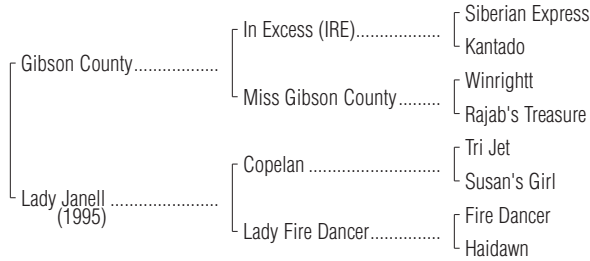 Siberian Express
In Excess (IRE)..................
Kantado
Gibson County..................
Winrightt
Miss Gibson County.........
Rajab's Treasure
Tri Jet
Copelan ............................
Susan's Girl
Lady Janell .......................
(1995)
Fire Dancer
Lady Fire Dancer...............
Haidawn